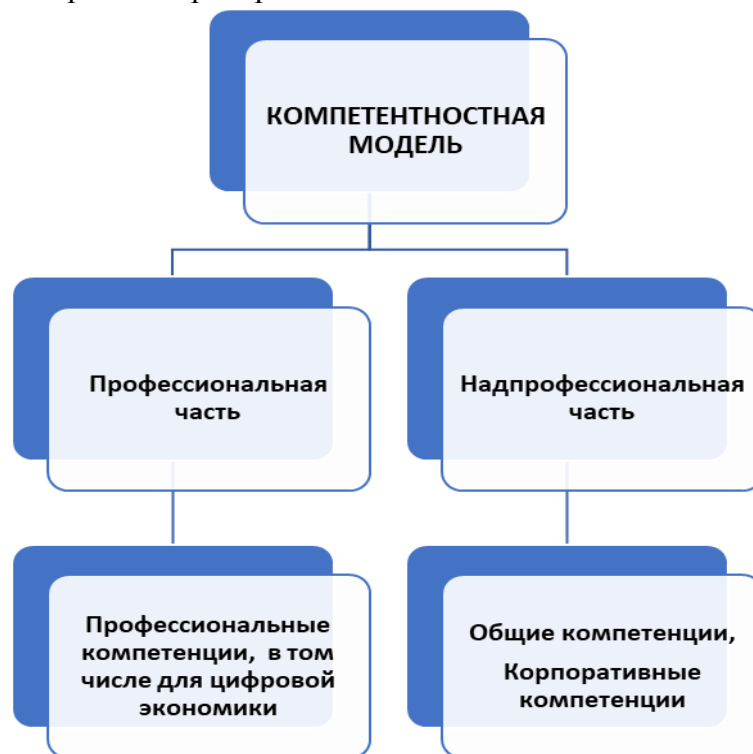 КОМПЕТЕНТНОСТНАЯ
МОДЕЛЬ
Профессиональная
часть
Надпрофессиональная
часть
Профессиональные
компетенции, в том
числе для цифровой
экономики
Общие компетенции,
Корпоративные
компетенции